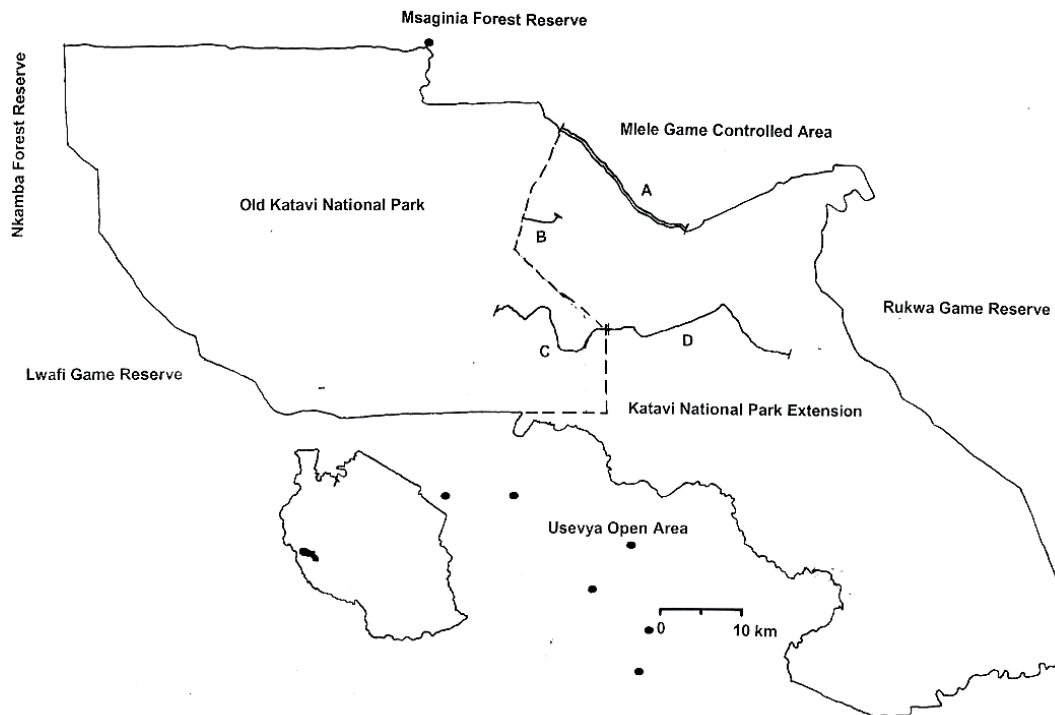 Msaginia Forest Reserve
Nkamba Forest Reserve
Mlele Game Controlled Area
A
Old Katavi National Park
B
Rukwa Game Reserve
C
D
Lwafi Game Reserve
Katavi National Park Extension
Usevya Open Area
0 10 km